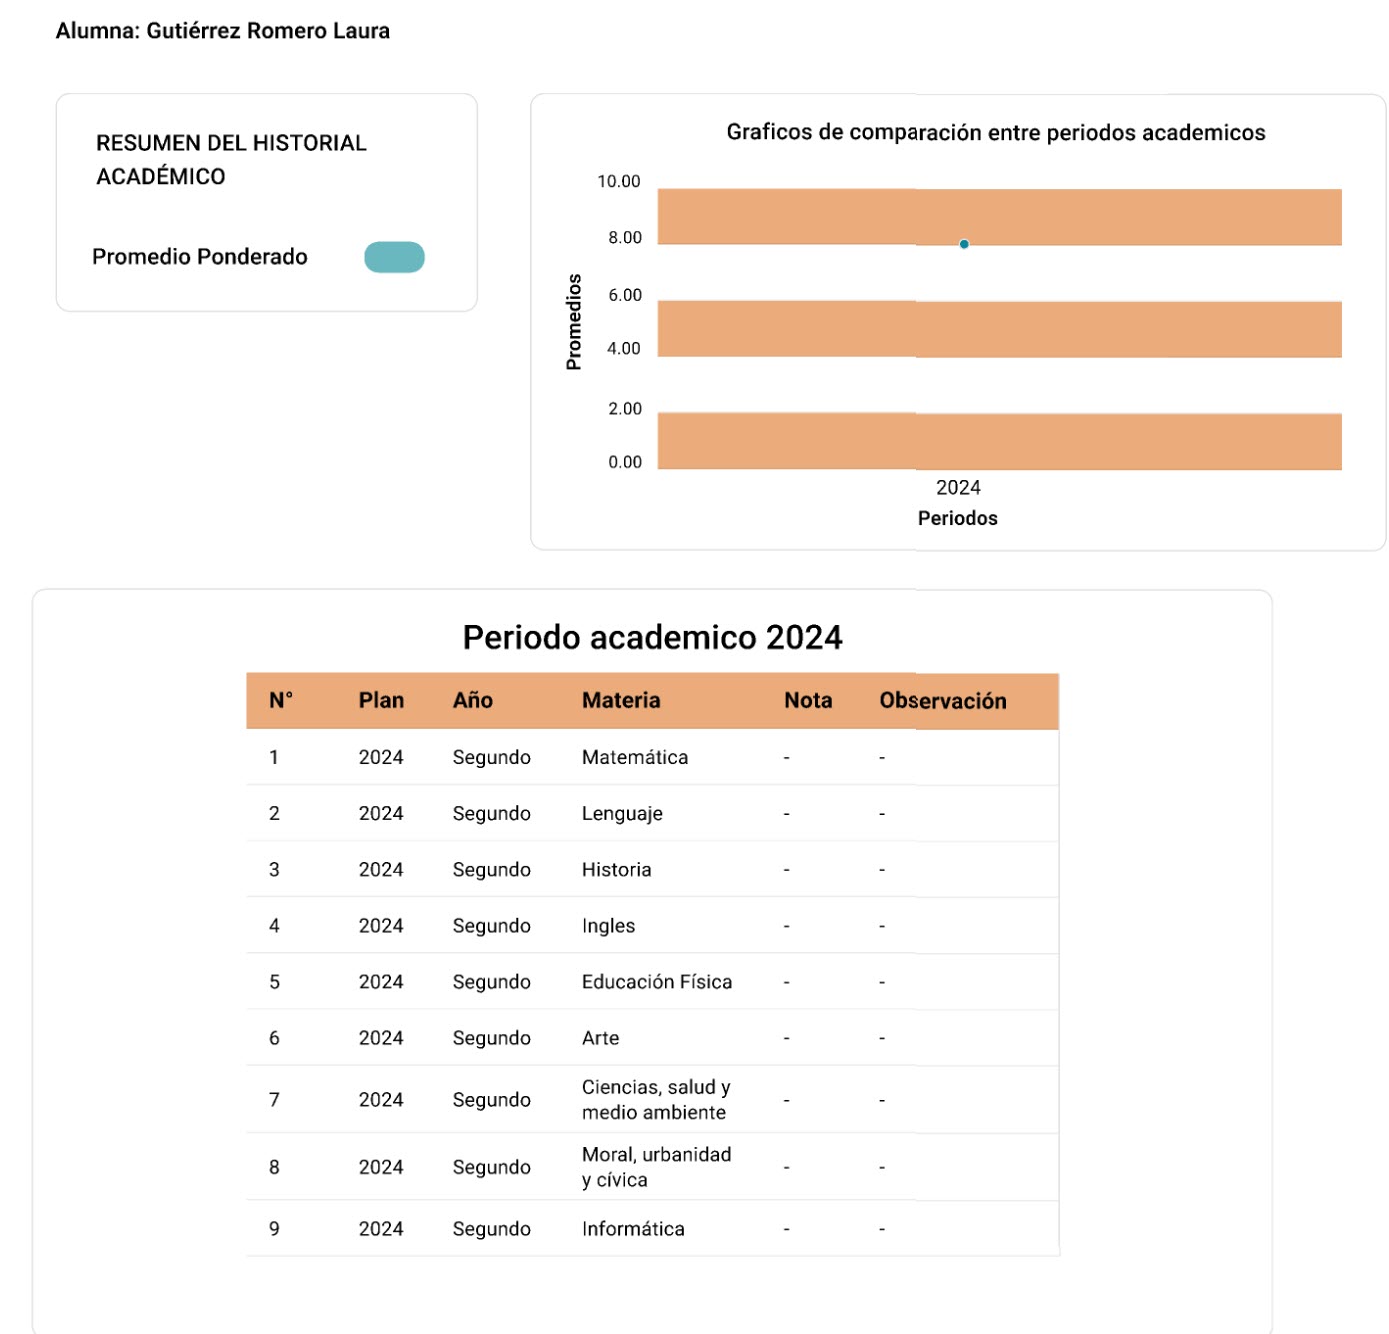 Alumna: Gutiérrez Romero Laura
RESUMEN DEL HISTORIAL
ACADÉMICO
Promedio Ponderado
Graficos de comparación entre periodos academicos
10.00
8.00
6.00
4.00
2.00
0.00
Promedios
2024
Periodos
Periodo academico 2024
N° Plan Año Materia Nota Observación
1 2024 Segundo Matemática - -
2 2024 Segundo Lenguaje - -
3 2024 Segundo Historia - -
4 2024 Segundo Ingles - -
5 2024 Segundo Educación Física - -
6 2024 Segundo Arte - -
7 2024 Segundo Ciencias, salud y
medio ambiente - -
8 2024 Segundo Moral, urbanidad
y cívica - -
9 2024 Segundo Informática - -